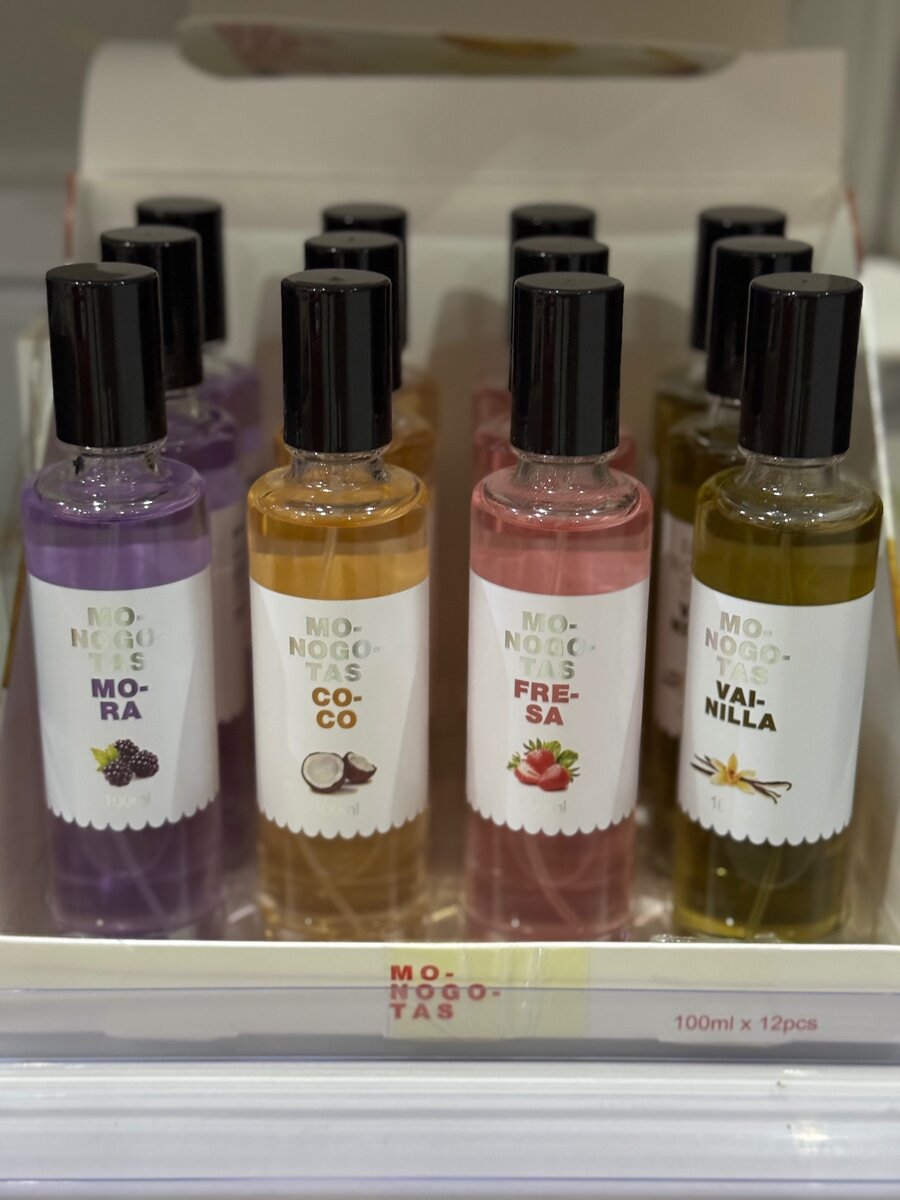 MO-
NOGO-
TAS
MO-
RA
100ml
MO-
NOGO-
TAS
CO-
CO
MO-
NOGO-
TAS
FRE-
SA
MO-
NOGO-
TAS
VAI-
NILLA
MO-
NOGO-
TAS
100ml x 12pcs